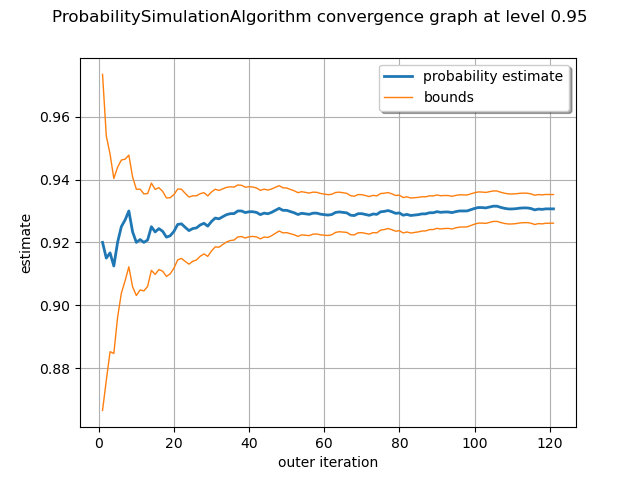 ProbabilitySimulationAlgorithm convergence graph at level 0.95
probability estimate
bounds
0.96
0.94
0.92
0.90
0.88
estimate
0 20 40 60 80 100 120
outer iteration